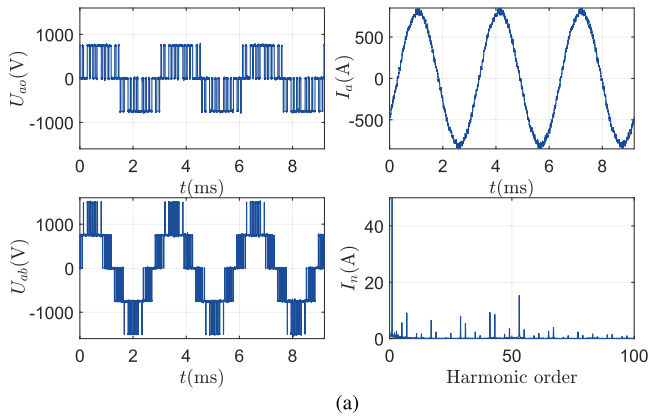 1000
0
-1000
U_ao(V)
0 2 4 6 8
t(ms)
500
0
-500
I_a(A)
0 2 4 6 8
t(ms)
1000
0
-1000
U_ab(V)
0 2 4 6 8
t(ms)
40
20
0
I_n(A)
0 50 100
Harmonic order
(a)